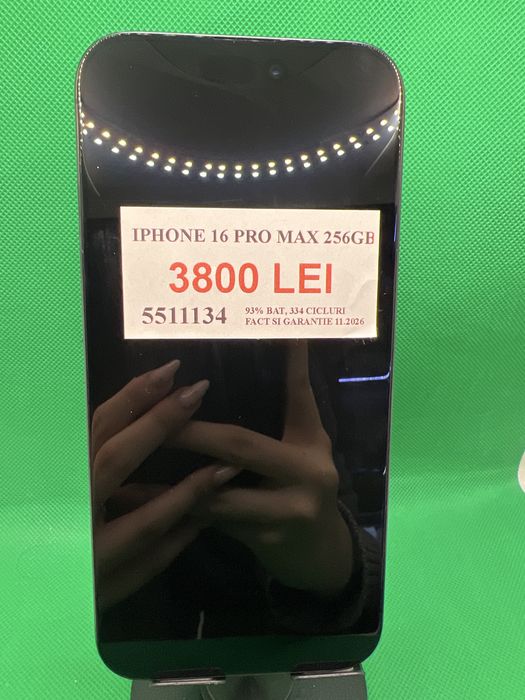 IPHONE 16 PRO MAX 256GB
3800 LEI
5511134
93% BAT, 334 CICLURI
FACT SI GARANTIE 11.2026